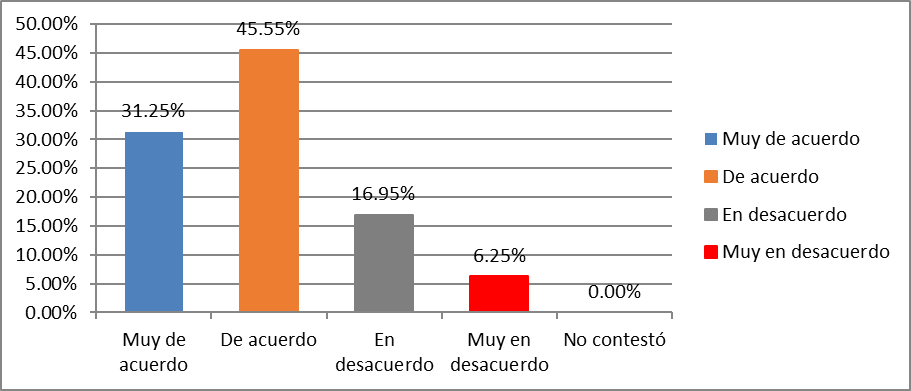 50.00%
45.00%
40.00%
35.00%
30.00%
25.00%
20.00%
15.00%
10.00%
5.00%
0.00%
31.25%
45.55%
16.95%
6.25%
0.00%
Muy de
acuerdo
De acuerdo
En
desacuerdo
Muy en
desacuerdo
No contestó
Muy de acuerdo
De acuerdo
En desacuerdo
Muy en desacuerdo